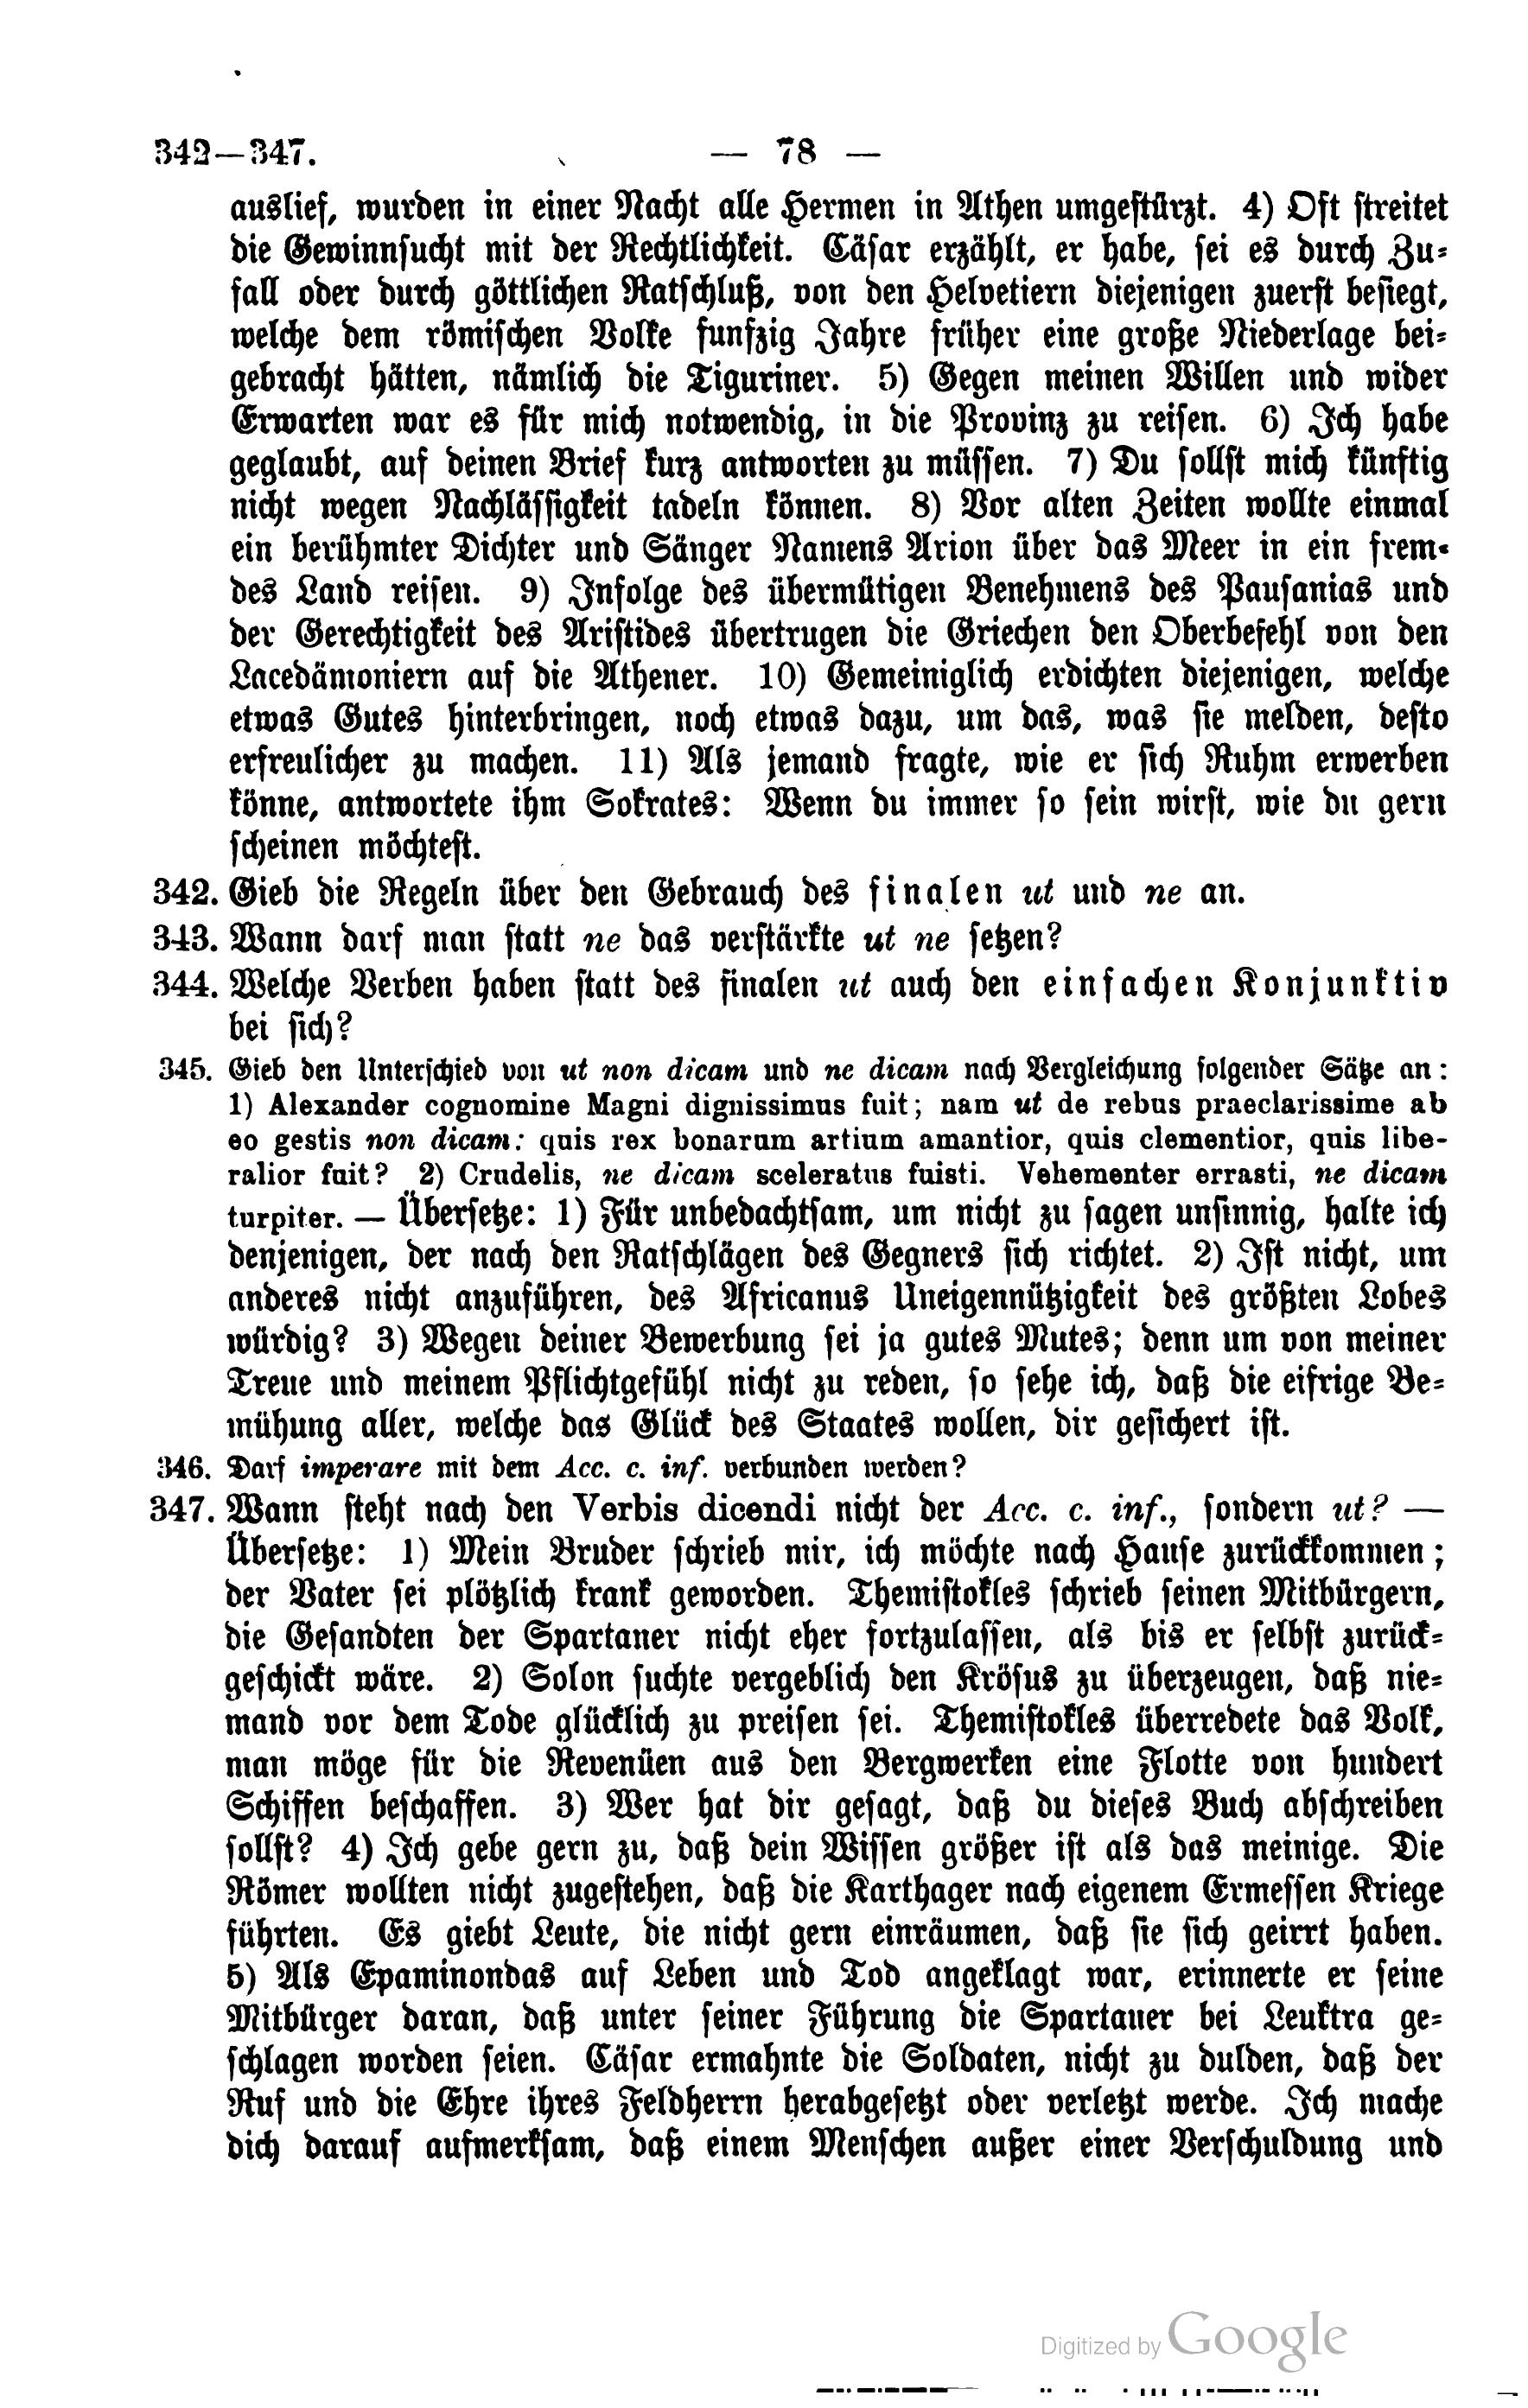 342—347.
— 78 —
auslief, wurden in einer Nacht alle Hermen in Athen umgestürzt. 4) Oft streitet
die Gewinnsucht mit der Rechtlichkeit. Cäsar erzählt, er habe, sei es durch Zu-
fall oder durch göttlichen Ratschluß, von den Helvetiern diejenigen zuerst besiegt,
welche dem römischen Volke funfzig Jahre früher eine große Niederlage bei-
gebracht hätten, nämlich die Tiguriner. 5) Gegen meinen Willen und wider
Erwarten war es für mich notwendig, in die Provinz zu reisen. 6) Ich habe
geglaubt, auf deinen Brief kurz antworten zu müssen. 7) Du sollst mich künftig
nicht wegen Nachlässigkeit tadeln können. 8) Vor alten Zeiten wollte einmal
ein berühmter Dichter und Sänger Namens Arion über das Meer in ein frem-
des Land reisen. 9) Infolge des übermütigen Benehmens des Pausanias und
der Gerechtigkeit des Aristides übertrugen die Griechen den Oberbefehl von den
Lacedämoniern auf die Athener. 10) Gemeiniglich erdichten diejenigen, welche
etwas Gutes hinterbringen, noch etwas dazu, um das, was sie melden, desto
erfreulicher zu machen. 11) Als jemand fragte, wie er sich Ruhm erwerben
könne, antwortete ihm Sokrates: Wenn du immer so sein wirst, wie du gern
scheinen möchtest.
342. Gieb die Regeln über den Gebrauch des finalen ut und ne an.
343. Wann darf man statt ne das verstärkte ut ne setzen?
344. Welche Verben haben statt des finalen ut auch den einfachen Konjunktiv
bei sich?
345. Gieb den Unterschied von ut non dicam und ne dicam nach Vergleichung folgender Sätze an:
1) Alexander cognomine Magni dignissimus fuit; nam ut de rebus praeclarissime ab
eo gestis non dicam: quis rex bonarum artium amantior, quis clementior, quis libe-
ralior fuit? 2) Crudelis, ne dicam sceleratus fuisti. Vehementer errasti, ne dicam
turpiter. — Übersetze: 1) Für unbedachtsam, um nicht zu sagen unsinnig, halte ich
denjenigen, der nach den Ratschlägen des Gegners sich richtet. 2) Ist nicht, um
anderes nicht anzuführen, des Africanus Uneigennützigkeit des größten Lobes
würdig? 3) Wegen deiner Bewerbung sei ja gutes Mutes; denn um von meiner
Treue und meinem Pflichtgefühl nicht zu reden, so sehe ich, daß die eifrige Be-
mühung aller, welche das Glück des Staates wollen, dir gesichert ist.
346. Darf imperare mit dem Acc. c. inf. verbunden werden?
347. Wann steht nach den Verbis dicendi nicht der Acc. c. inf., sondern ut? —
Übersetze: 1) Mein Bruder schrieb mir, ich möchte nach Hause zurückkommen;
der Vater sei plötzlich krank geworden. Themistokles schrieb seinen Mitbürgern,
die Gesandten der Spartaner nicht eher fortzulassen, als bis er selbst zurück-
geschickt wäre. 2) Solon suchte vergeblich den Krösus zu überzeugen, daß nie-
mand vor dem Tode glücklich zu preisen sei. Themistokles überredete das Volk,
man möge für die Revenüen aus den Bergwerken eine Flotte von hundert
Schiffen beschaffen. 3) Wer hat dir gesagt, daß du dieses Buch abschreiben
sollst? 4) Ich gebe gern zu, daß dein Wissen größer ist als das meinige. Die
Römer wollten nicht zugestehen, daß die Karthager nach eigenem Ermessen Kriege
führten. Es giebt Leute, die nicht gern einräumen, daß sie sich geirrt haben.
5) Als Epaminondas auf Leben und Tod angeklagt war, erinnerte er seine
Mitbürger daran, daß unter seiner Führung die Spartaner bei Leuktra ge-
schlagen worden seien. Cäsar ermahnte die Soldaten, nicht zu dulden, daß der
Ruf und die Ehre ihres Feldherrn herabgesetzt oder verletzt werde. Ich mache
dich darauf aufmerksam, daß einem Menschen außer einer Verschuldung und
Digitized by Google